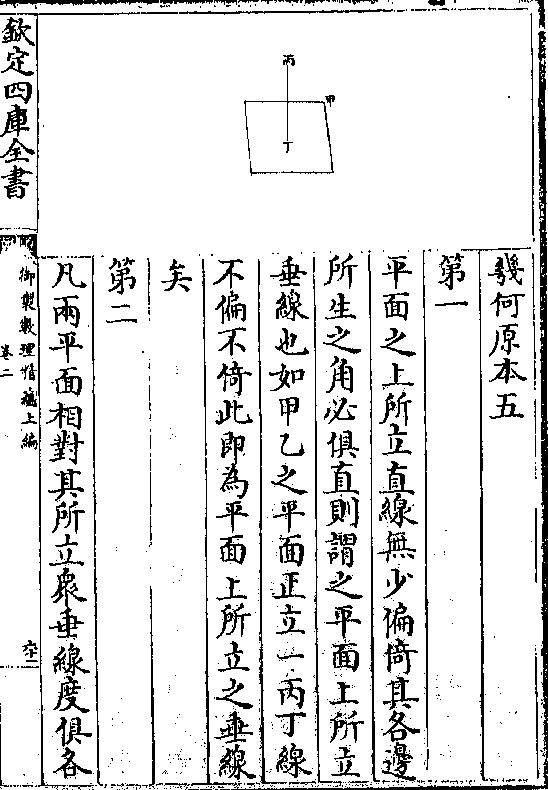 幾何原本五
第一
平面之上所立直線無少偏倚其各邊
所生之角必俱直則謂之平面上所立
垂線也如甲乙之平面正立一丙丁線
不偏不倚此即為平面上所立之垂線
矣
第二
凡兩平面相對其所立衆垂線度俱各
丙
甲
丁
欽定四庫全書
御製數理精蘊上編
卷二
六十二